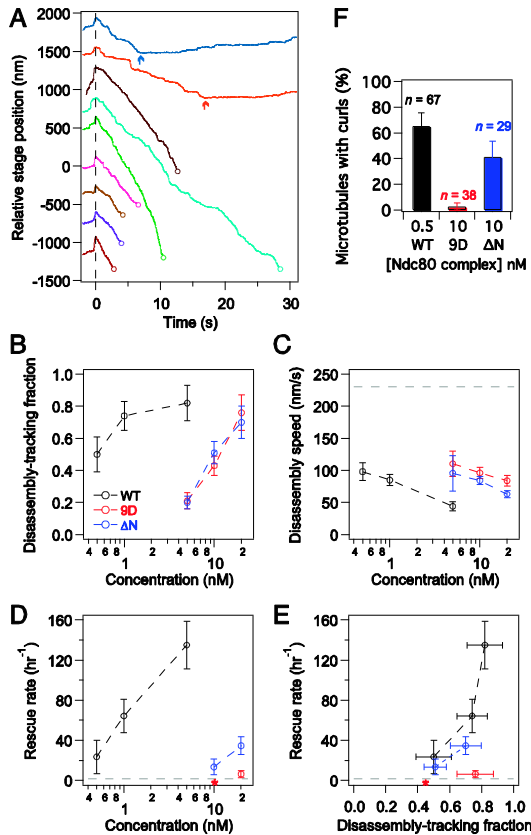 A
Relative stage position (nm)
2000
1500
1000
500
0
-500
-1000
-1500
0
10
20
30
Time (s)
F
Microtubules with curls (%)
100
80
60
40
20
0
n = 67
n = 38
n = 29
0.5 10 10
WT 9D ΔN
[Ndc80 complex] nM
B
Disassembly-tracking fraction
1.0
0.8
0.6
0.4
0.2
0.0
WT
9D
ΔN
4 6 8 1 2 4 6 8 10 2
Concentration (nM)
C
Disassembly speed (nm/s)
250
200
150
100
50
0
4 6 8 1 2 4 6 8 10 2
Concentration (nM)
D
Rescue rate (hr-1)
160
120
80
40
0
4 6 8 1 2 4 6 8 10 2
Concentration (nM)
E
Rescue rate (hr-1)
160
120
80
40
0
0.0 0.2 0.4 0.6 0.8 1.0
Disassembly-tracking fraction